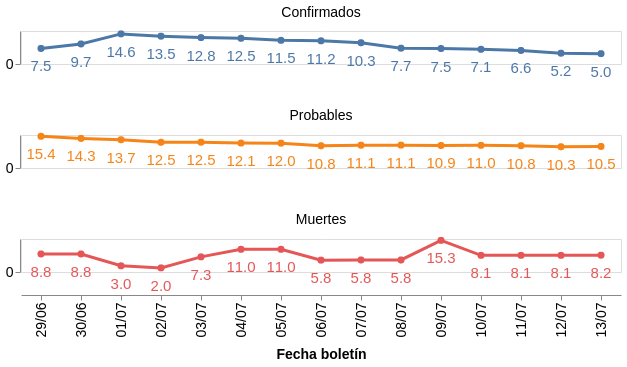 Confirmados
0
7.5 9.7 14.6 13.5 12.8 12.5 11.5 11.2 10.3 7.7 7.5 7.1 6.6 5.2 5.0
Probables
0
15.4 14.3 13.7 12.5 12.5 12.1 12.0 10.8 11.1 11.1 10.9 11.0 10.8 10.3 10.5
Muertes
0
8.8 8.8 3.0 2.0 7.3 11.0 11.0 5.8 5.8 5.8 15.3 8.1 8.1 8.1 8.2
29/06 30/06 01/07 02/07 03/07 04/07 05/07 06/07 07/07 08/07 09/07 10/07 11/07 12/07 13/07
Fecha boletín